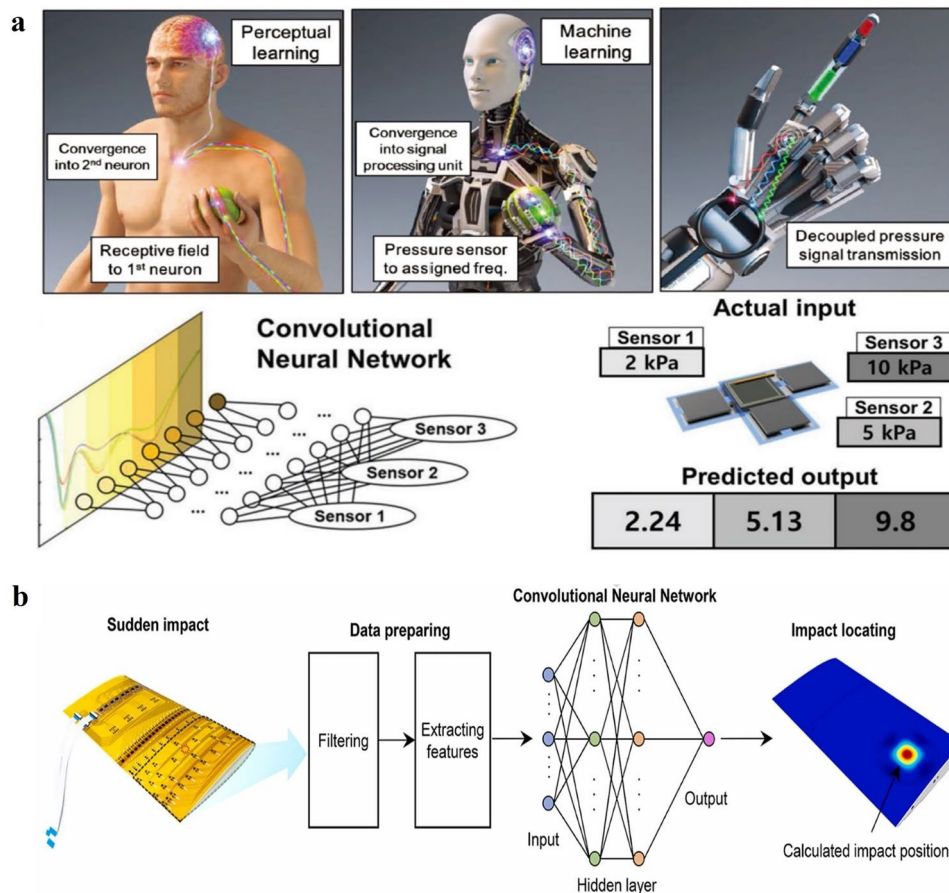 a
Perceptual
learning
Convergence
into 2nd neuron
Receptive field
to 1st neuron
Machine
learning
Convergence
into signal
processing unit
Pressure sensor
to assigned freq.
Decoupled pressure
signal transmission
Convolutional
Neural Network
...
...
...
...
...
...
Sensor 3
Sensor 2
Sensor 1
Actual input
Sensor 1
2 kPa
Sensor 3
10 kPa
Sensor 2
5 kPa
Predicted output
2.24 5.13 9.8
b
Sudden impact
Data preparing
Filtering
Extracting
features
Convolutional Neural Network
Input
Hidden layer
Output
Impact locating
Calculated impact position